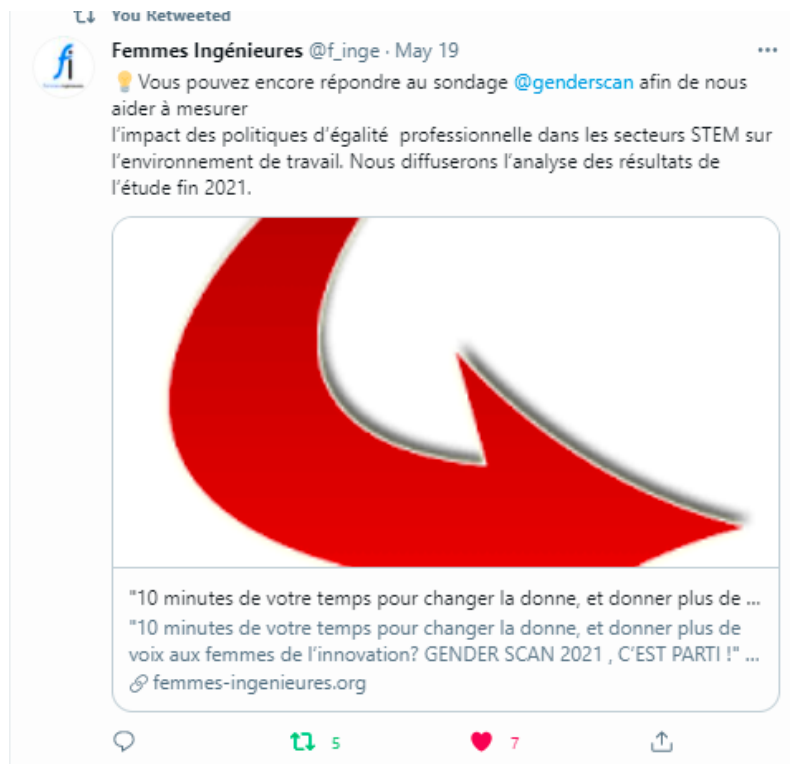 You Retweeted
Femmes Ingénieures @f_inge · May 19
💡Vous pouvez encore répondre au sondage @genderscan afin de nous
aider à mesurer
l’impact des politiques d’égalité professionnelle dans les secteurs STEM sur
l’environnement de travail. Nous diffuserons l’analyse des résultats de
l’étude fin 2021.
"10 minutes de votre temps pour changer la donne, et donner plus de ...
"10 minutes de votre temps pour changer la donne, et donner plus de
voix aux femmes de l’innovation? GENDER SCAN 2021 , C’EST PARTI !" ...
femmes-ingenieures.org
5 7